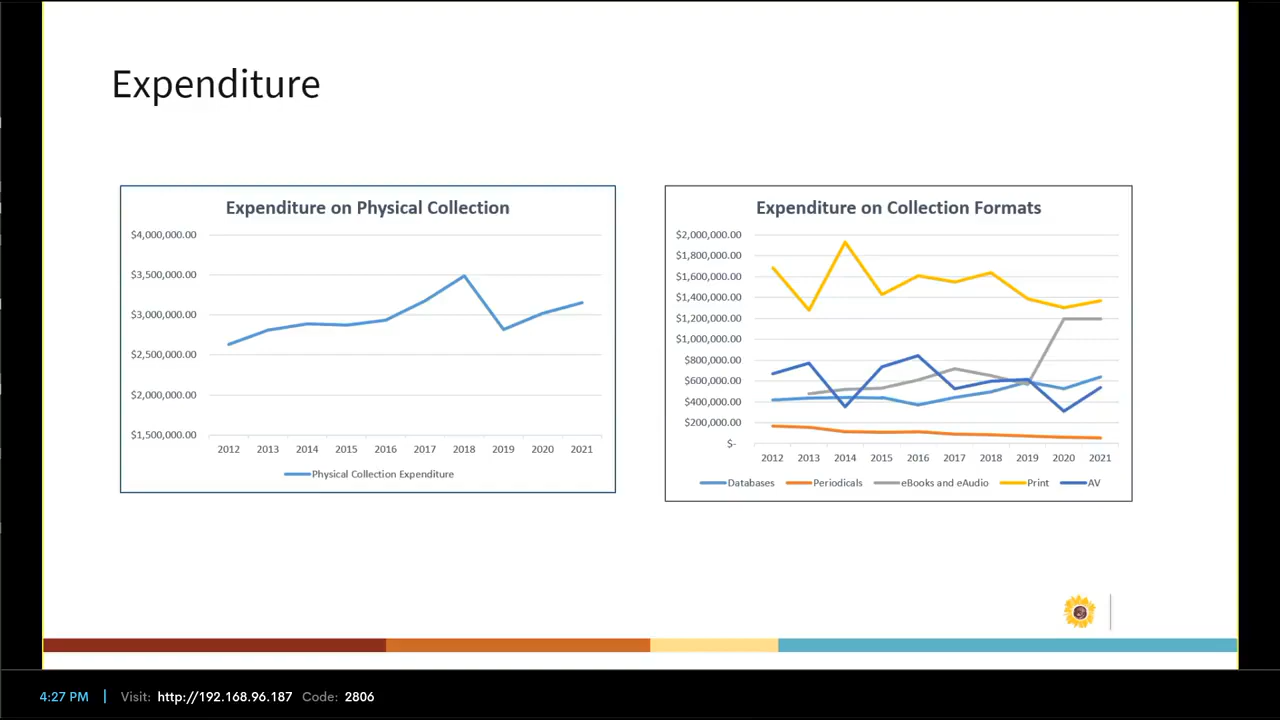 Expenditure
Expenditure on Physical Collection
$4,000,000.00
$3,500,000.00
$3,000,000.00
$2,500,000.00
$2,000,000.00
$1,500,000.00
2012 2013 2014 2015 2016 2017 2018 2019 2020 2021
Physical Collection Expenditure
Expenditure on Collection Formats
$2,000,000.00
$1,800,000.00
$1,600,000.00
$1,400,000.00
$1,200,000.00
$1,000,000.00
$800,000.00
$600,000.00
$400,000.00
$200,000.00
$-
2012 2013 2014 2015 2016 2017 2018 2019 2020 2021
Databases Periodicals eBooks and eAudio Print AV
4:27 PM | Visit: http://192.168.96.187 Code: 2806